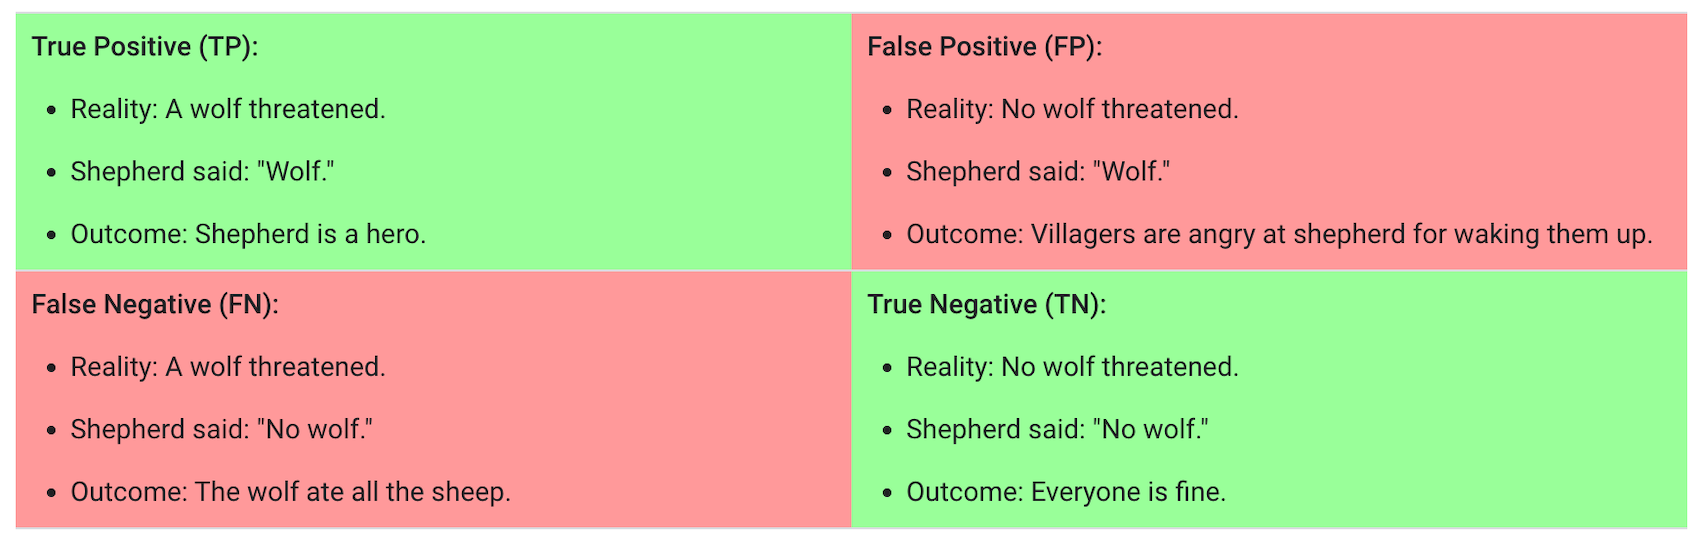 True Positive (TP):
• Reality: A wolf threatened.
• Shepherd said: "Wolf."
• Outcome: Shepherd is a hero.
False Positive (FP):
• Reality: No wolf threatened.
• Shepherd said: "Wolf."
• Outcome: Villagers are angry at shepherd for waking them up.
False Negative (FN):
• Reality: A wolf threatened.
• Shepherd said: "No wolf."
• Outcome: The wolf ate all the sheep.
True Negative (TN):
• Reality: No wolf threatened.
• Shepherd said: "No wolf."
• Outcome: Everyone is fine.